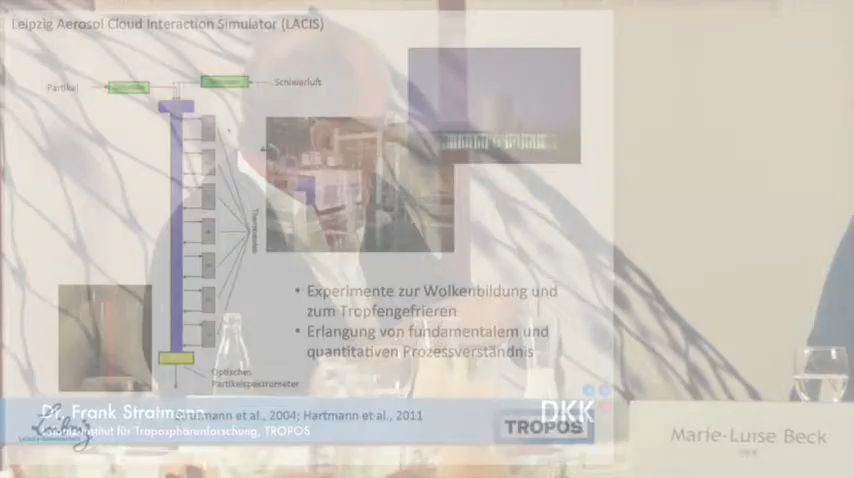 Leipzig Aerosol Cloud Interaction Simulator (LACIS)
Partikel
Schleierluft
Thermostate
• Experimente zur Wolkenbildung und
zum Tropfengefrieren
• Erlangung von fundamentalem und
quantitativen Prozessverständnis
Optisches
Partikelspektrometer
Dr. Frank Stratmann
Stratmann et al., 2004; Hartmann et al., 2011
Leibniz
Institut für Troposphärenforschung, TROPOS
DKK
TROPOS
Marie-Luise Beck
DKK